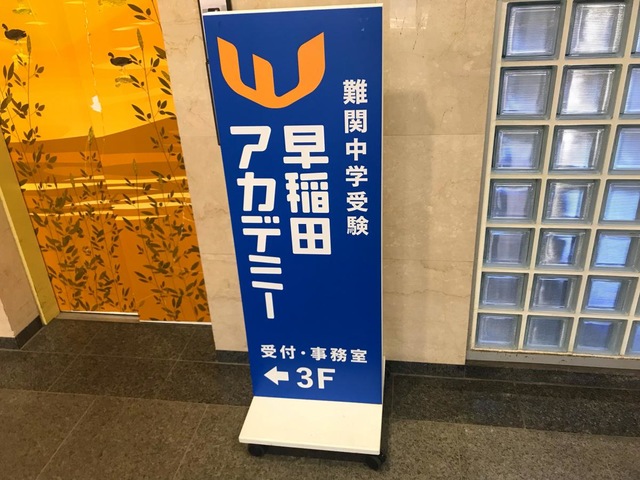 難関中学受験
早稲田
アカデミー
受付・事務室
←3F